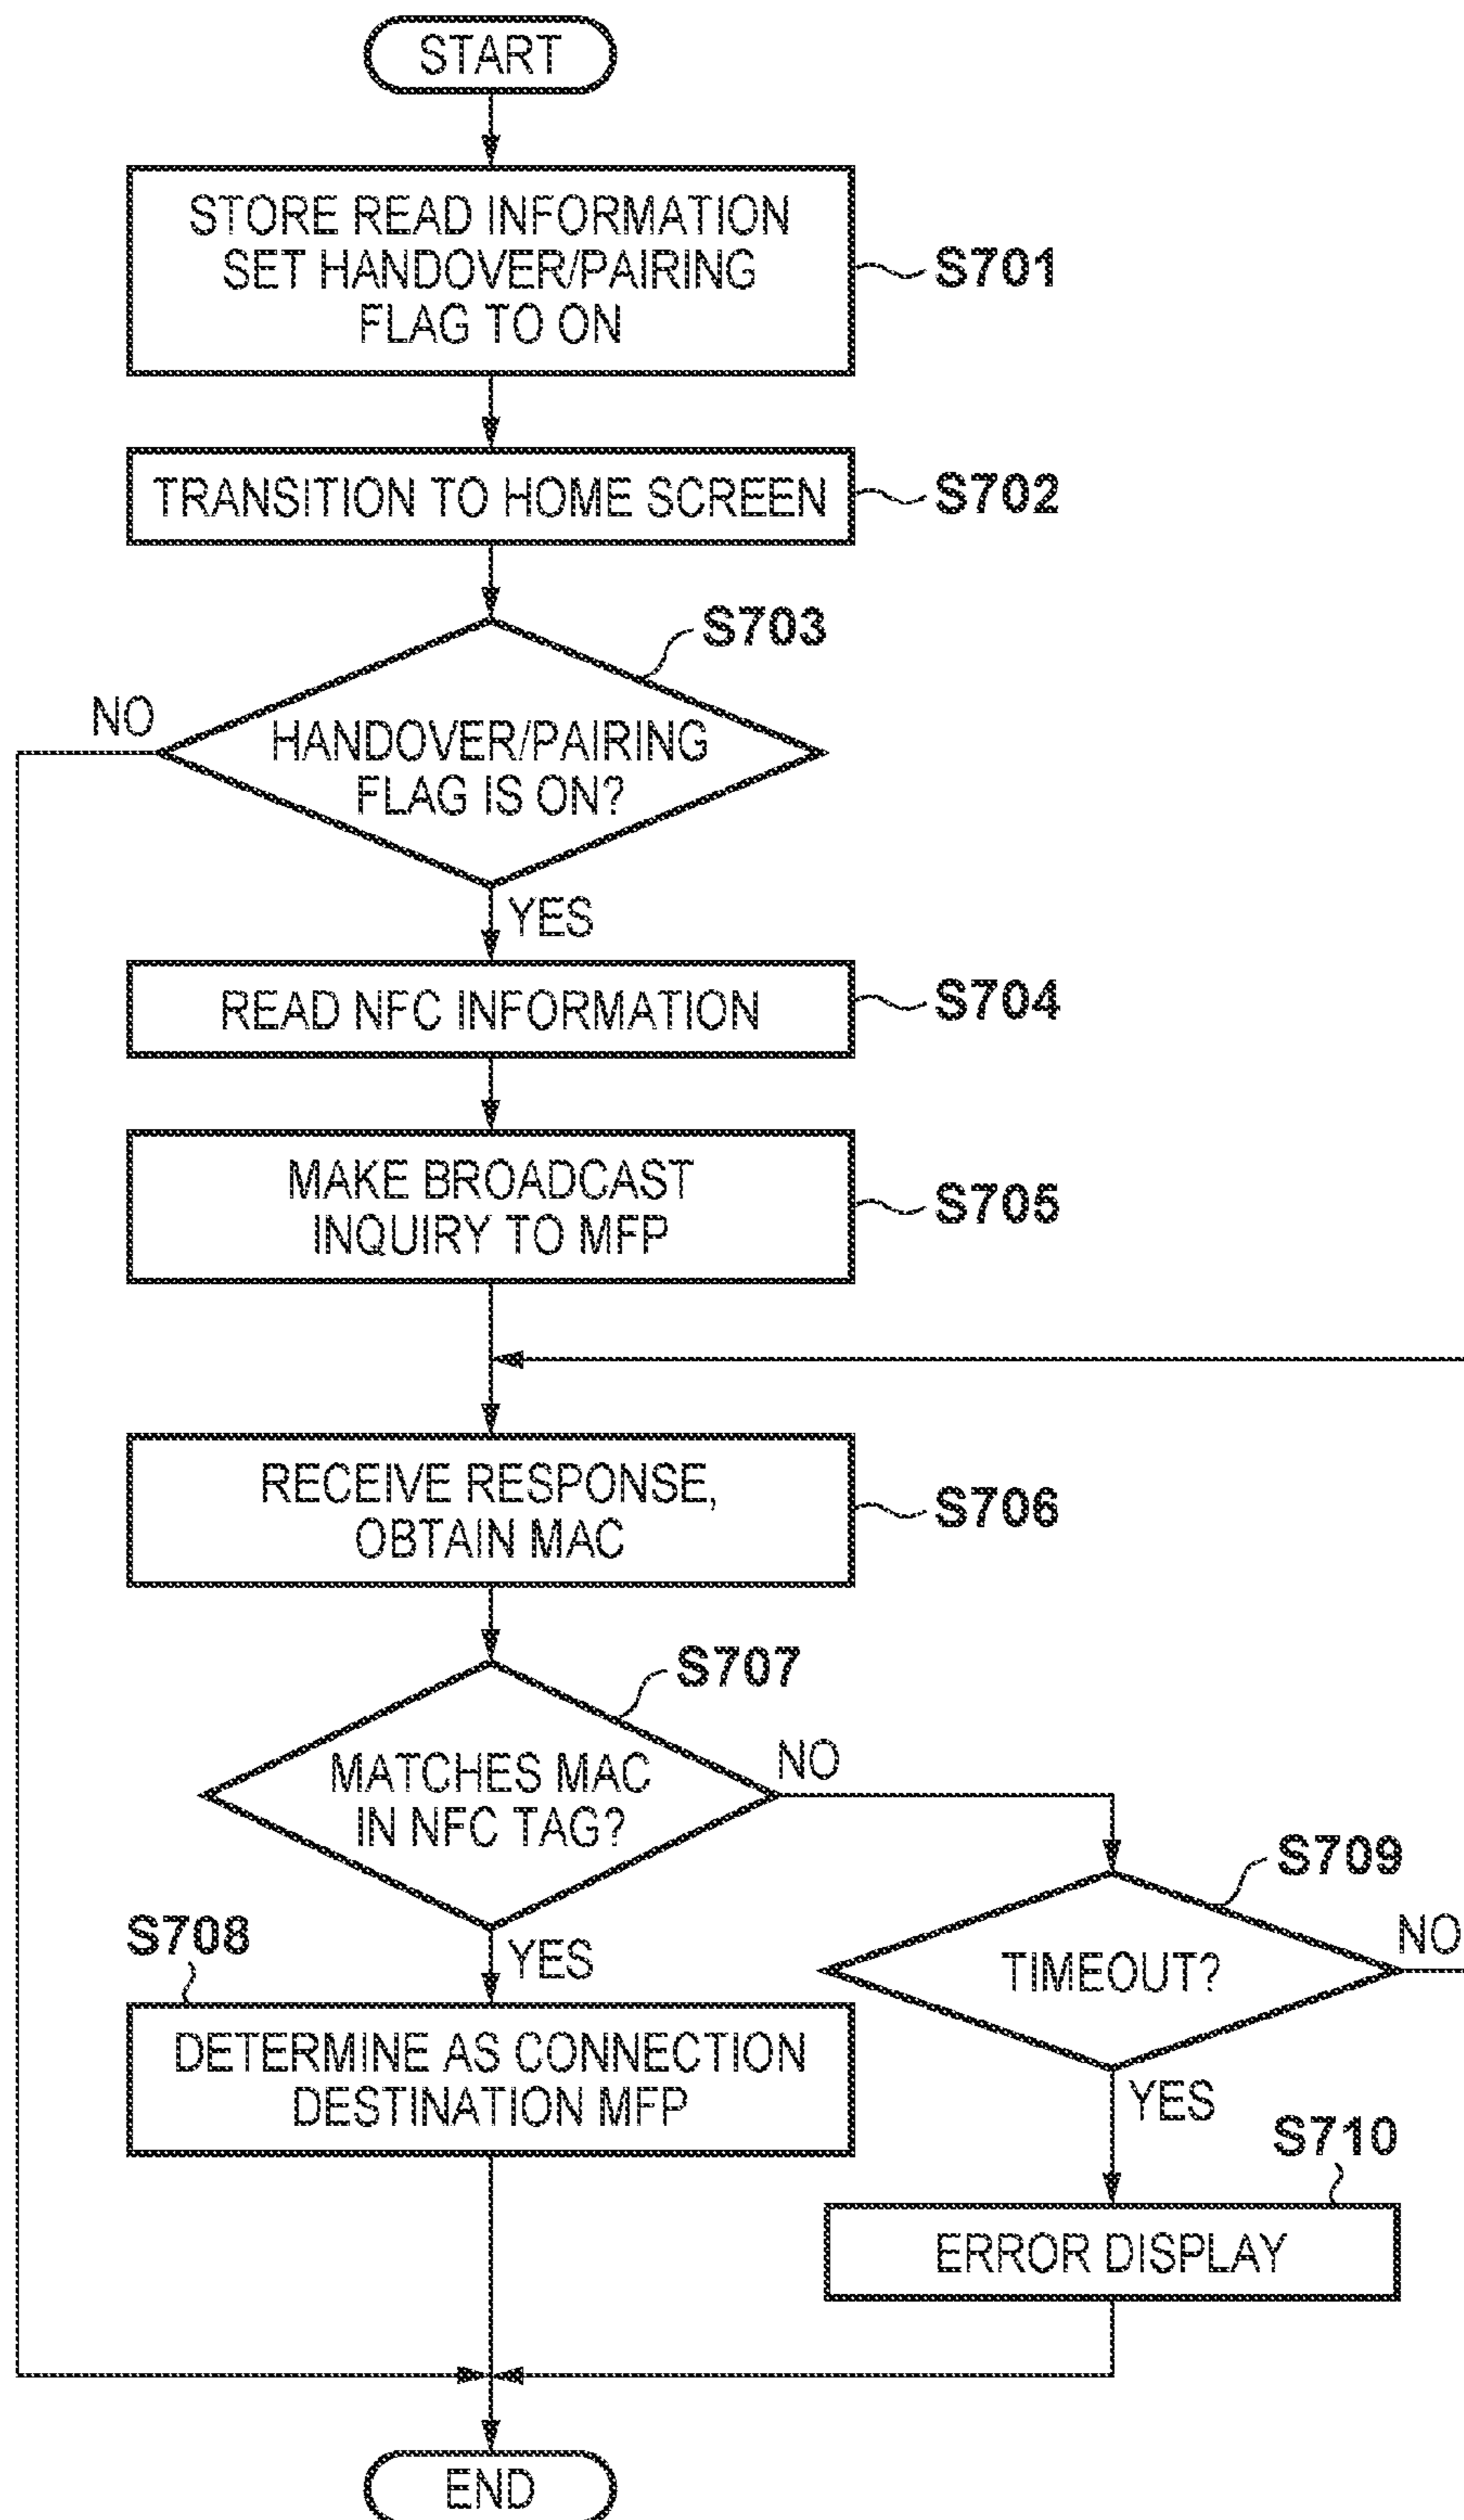 START
STORE READ INFORMATION
SET HANDOVER/PAIRING
FLAG TO ON
S701
TRANSITION TO HOME SCREEN
S702
S703
NO
HANDOVER/PAIRING
FLAG IS ON?
YES
READ NFC INFORMATION
S704
MAKE BROADCAST
INQUIRY TO MFP
S705
RECEIVE RESPONSE,
OBTAIN MAC
S706
S707
MATCHES MAC
IN NFC TAG?
NO
S709
S708
YES
TIMEOUT?
NO
DETERMINE AS CONNECTION
DESTINATION MFP
YES
S710
ERROR DISPLAY
END